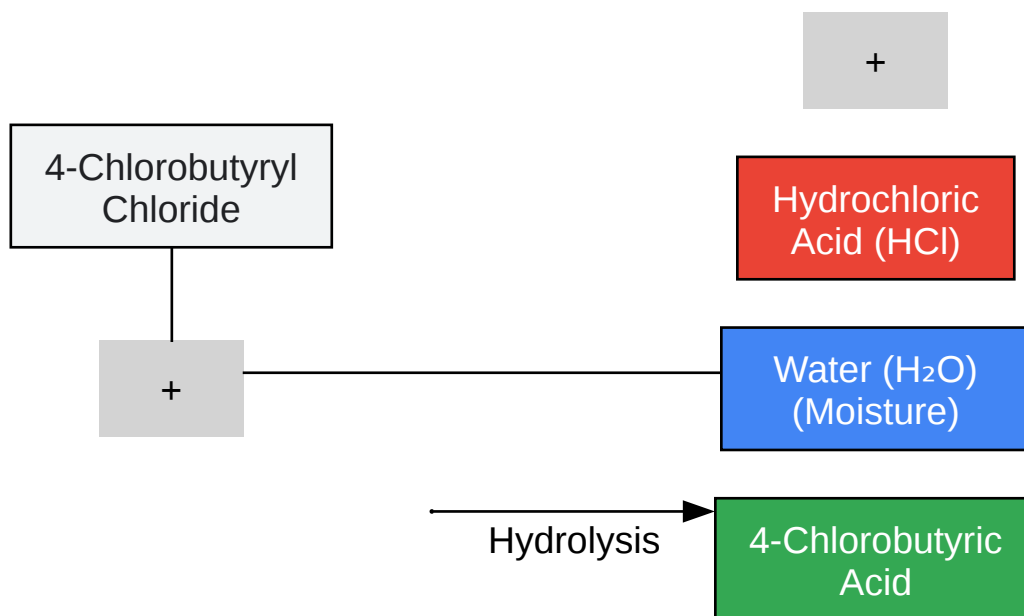 +
4-Chlorobutyryl
Chloride
Hydrochloric
Acid (HCl)
+
Water (H₂O)
(Moisture)
Hydrolysis
4-Chlorobutyric
Acid